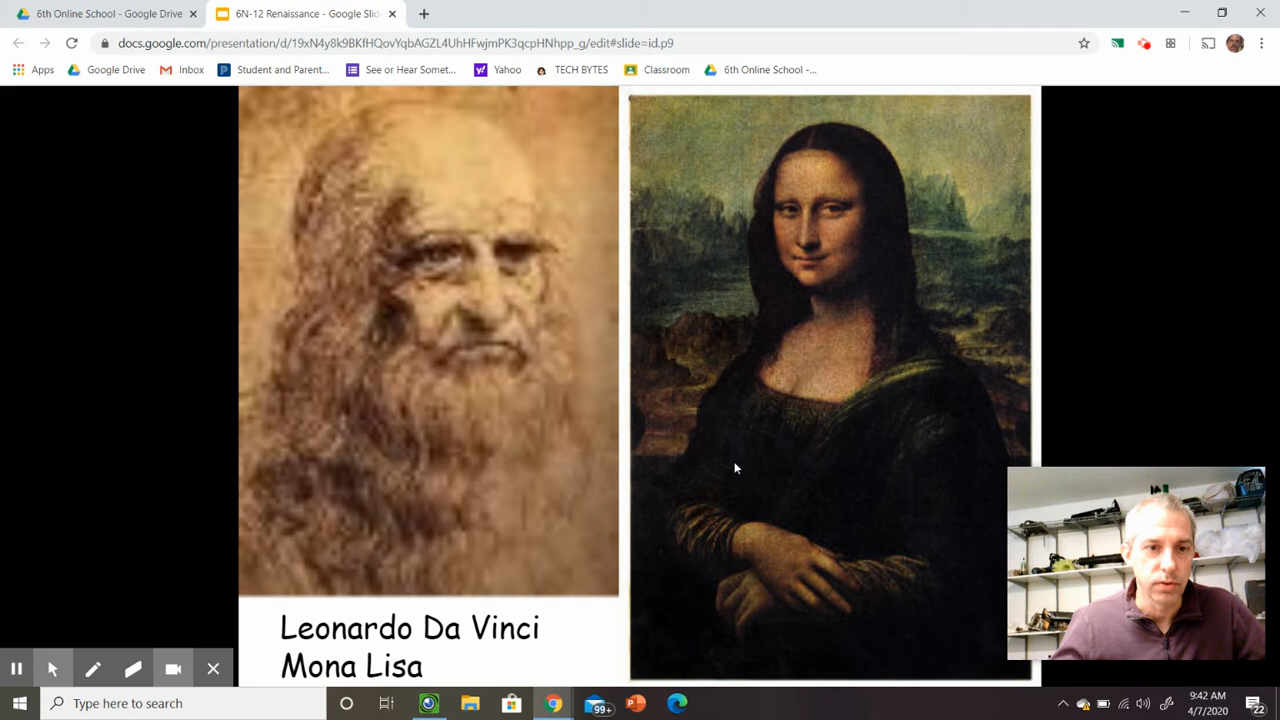 6th Online School - Google Drive
6N-12 Renaissance - Google Slid
docs.google.com/presentation/d/19xN4y8k9BKfHQovYqbAGZL4UhHFwjmPK3qcpHNhpp_g/edit#slide=id.p9
Apps Google Drive Inbox Student and Parent... See or Hear Somet... Yahoo TECH BYTES Classroom 6th Online School -...
Leonardo Da Vinci
Mona Lisa
Type here to search
99+
9:42 AM
4/7/2020
22